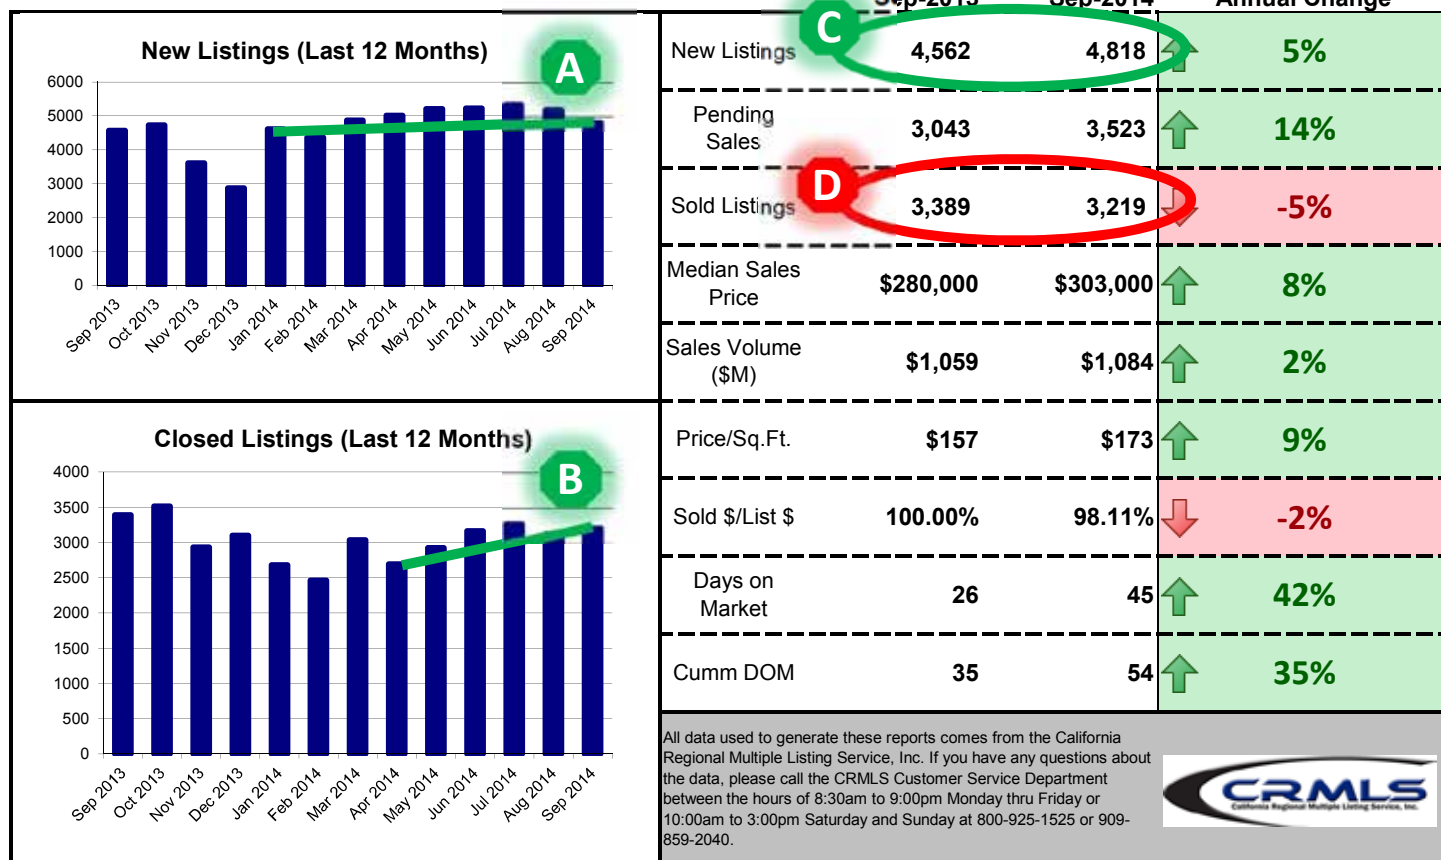 Sep-2013 Sep-2014 Annual Change
New Listings (Last 12 Months)
A
6000
5000
4000
3000
2000
1000
0
Sep 2013
Oct 2013
Nov 2013
Dec 2013
Jan 2014
Feb 2014
Mar 2014
Apr 2014
May 2014
Jun 2014
Jul 2014
Aug 2014
Sep 2014
Closed Listings (Last 12 Months)
B
4000
3500
3000
2500
2000
1500
1000
500
0
Sep 2013
Oct 2013
Nov 2013
Dec 2013
Jan 2014
Feb 2014
Mar 2014
Apr 2014
May 2014
Jun 2014
Jul 2014
Aug 2014
Sep 2014
C
New Listings 4,562 4,818 5%
Pending
Sales 3,043 3,523 14%
D
Sold Listings 3,389 3,219 -5%
Median Sales
Price $280,000 $303,000 8%
Sales Volume
($M) $1,059 $1,084 2%
Price/Sq.Ft. $157 $173 9%
Sold $/List $ 100.00% 98.11% -2%
Days on
Market 26 45 42%
Cumm DOM 35 54 35%
All data used to generate these reports comes from the California
Regional Multiple Listing Service, Inc. If you have any questions about
the data, please call the CRMLS Customer Service Department
between the hours of 8:30am to 9:00pm Monday thru Friday or
10:00am to 3:00pm Saturday and Sunday at 800-925-1525 or 909-
859-2040.
CRMLS
California Regional Multiple Listing Service, Inc.